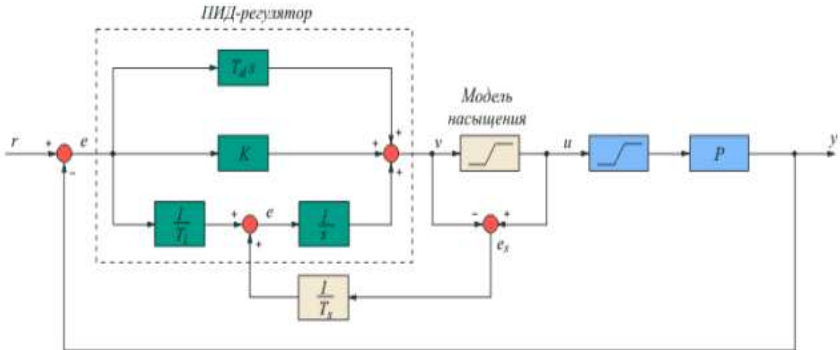 ПИД-регулятор
T_d s
Модель
насыщения
r
+
e
-
K
+
+
+
v
u
P
y
1/T_i
+
e
+
1/s
-
+
e_s
1/T_s